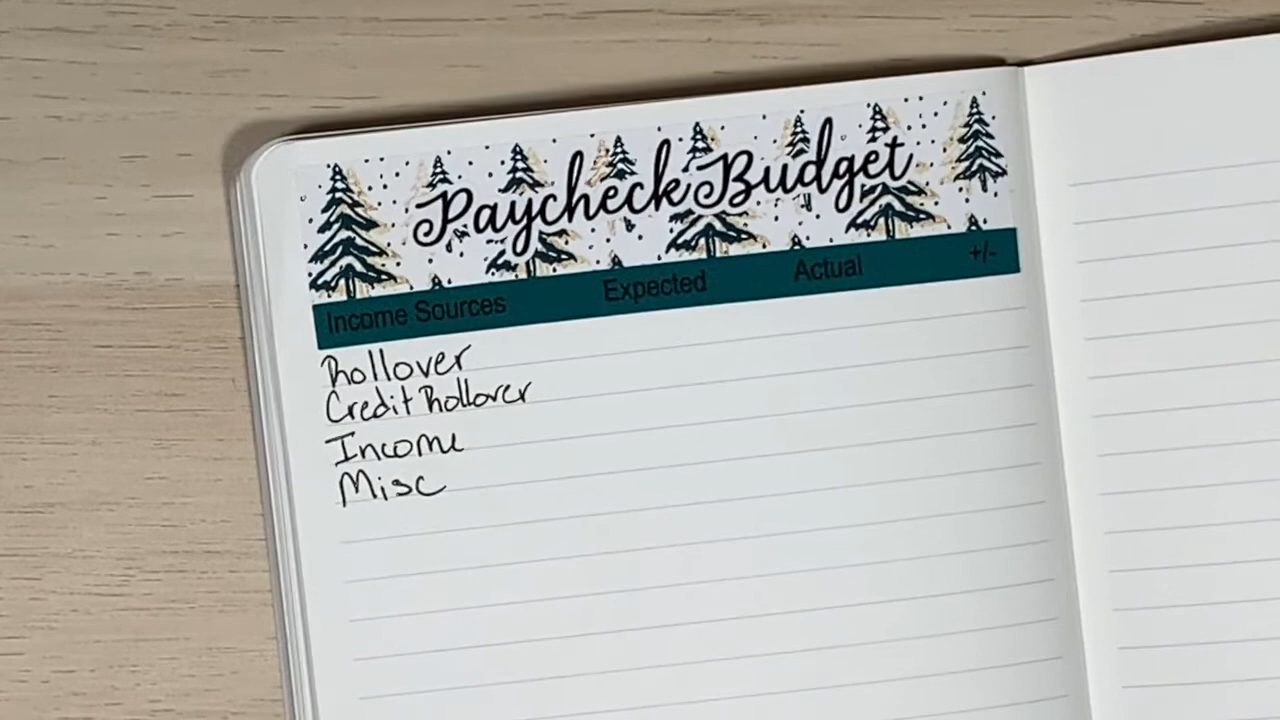 Paycheck Budget
Income Sources Expected Actual +/-
Rollover
Credit Rollover
Income
Misc